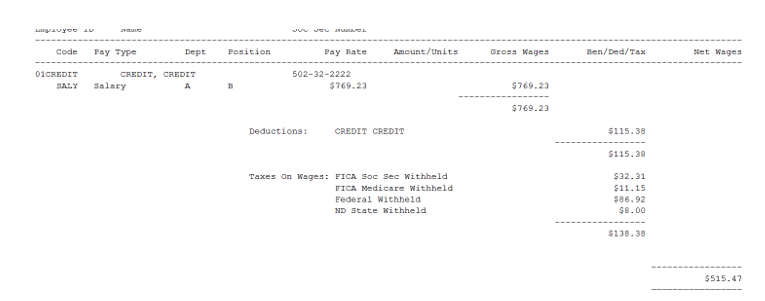 Employee ID Name Soc Sec Number
Code Pay Type Dept Position Pay Rate Amount/Units Gross Wages Ben/Ded/Tax Net Wages
01CREDIT CREDIT, CREDIT 502-32-2222
SALY Salary A B $769.23 $769.23
$769.23
Deductions: CREDIT CREDIT $115.38
$115.38
Taxes On Wages: FICA Soc Sec Withheld $32.31
FICA Medicare Withheld $11.15
Federal Withheld $86.92
ND State Withheld $8.00
$138.38
$515.47